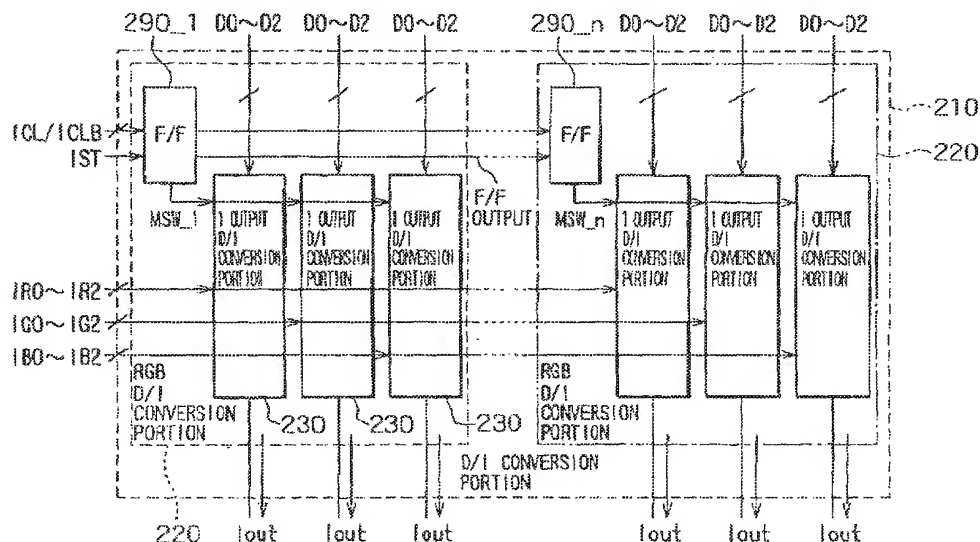 290_1 D0~D2 D0~D2 D0~D2 290_n D0~D2 D0~D2 D0~D2
210
ICL/ICLB F/F F/F
220
IST
F/F
OUTPUT
MSW_1 MSW_n
1 OUTPUT
D/I
CONVERSION
PORTION
1 OUTPUT
D/I
CONVERSION
PORTION
1 OUTPUT
D/I
CONVERSION
PORTION
1 OUTPUT
D/I
CONVERSION
PORTION
1 OUTPUT
D/I
CONVERSION
PORTION
1 OUTPUT
D/I
CONVERSION
PORTION
IR0~IR2
IG0~IG2
IB0~IB2
RGB
D/I
CONVERSION
PORTION
230 230 230
RGB
D/I
CONVERSION
PORTION
D/I CONVERSION
PORTION
220 Iout Iout Iout Iout Iout Iout